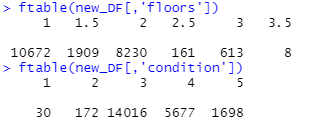 > ftable(new_DF[,'floors'])
1 1.5 2 2.5 3 3.5
10672 1909 8230 161 613 8
> ftable(new_DF[,'condition'])
1 2 3 4 5
30 172 14016 5677 1698